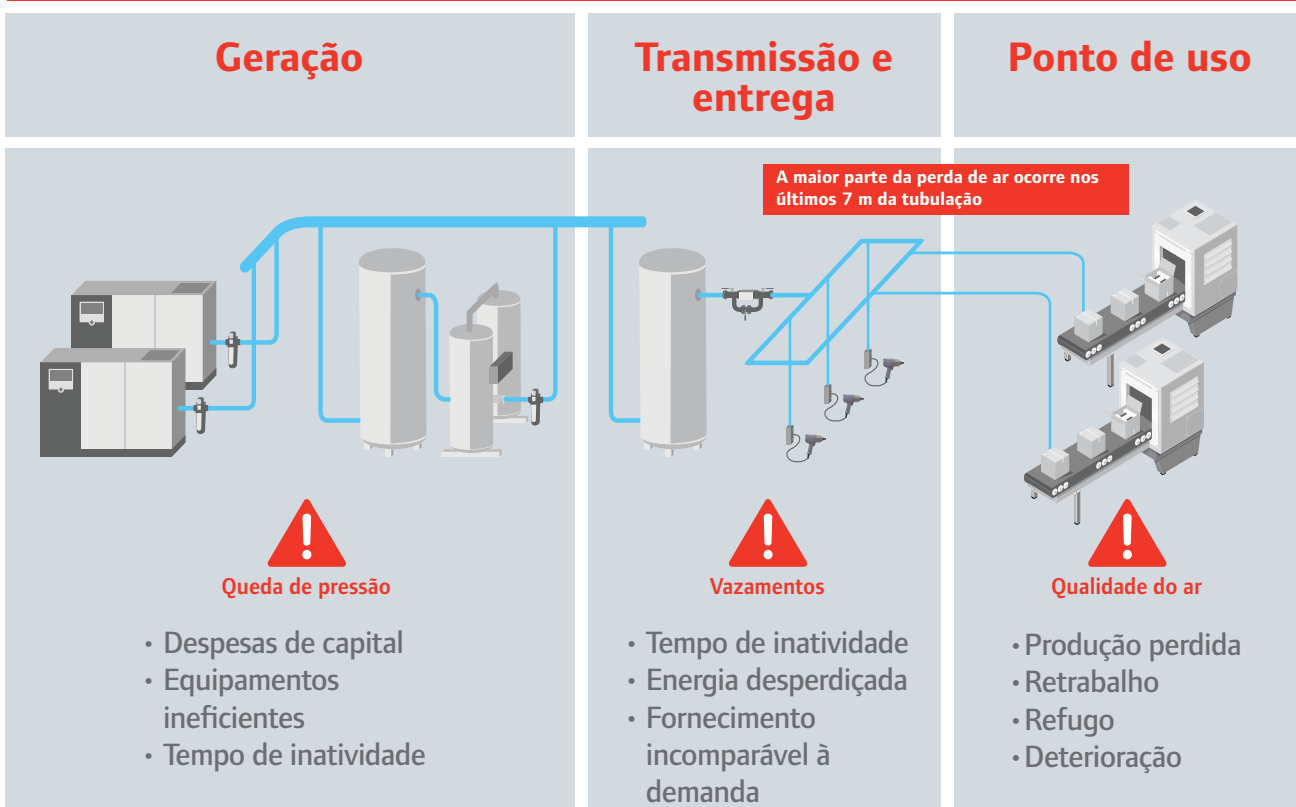 Geração
Transmissão e
entrega
Ponto de uso
A maior parte da perda de ar ocorre nos
últimos 7 m da tubulação
Queda de pressão
• Despesas de capital
• Equipamentos
ineficientes
• Tempo de inatividade
Vazamentos
• Tempo de inatividade
• Energia desperdiçada
• Fornecimento
incomparável à
demanda
Qualidade do ar
• Produção perdida
• Retrabalho
• Refugo
• Deterioração